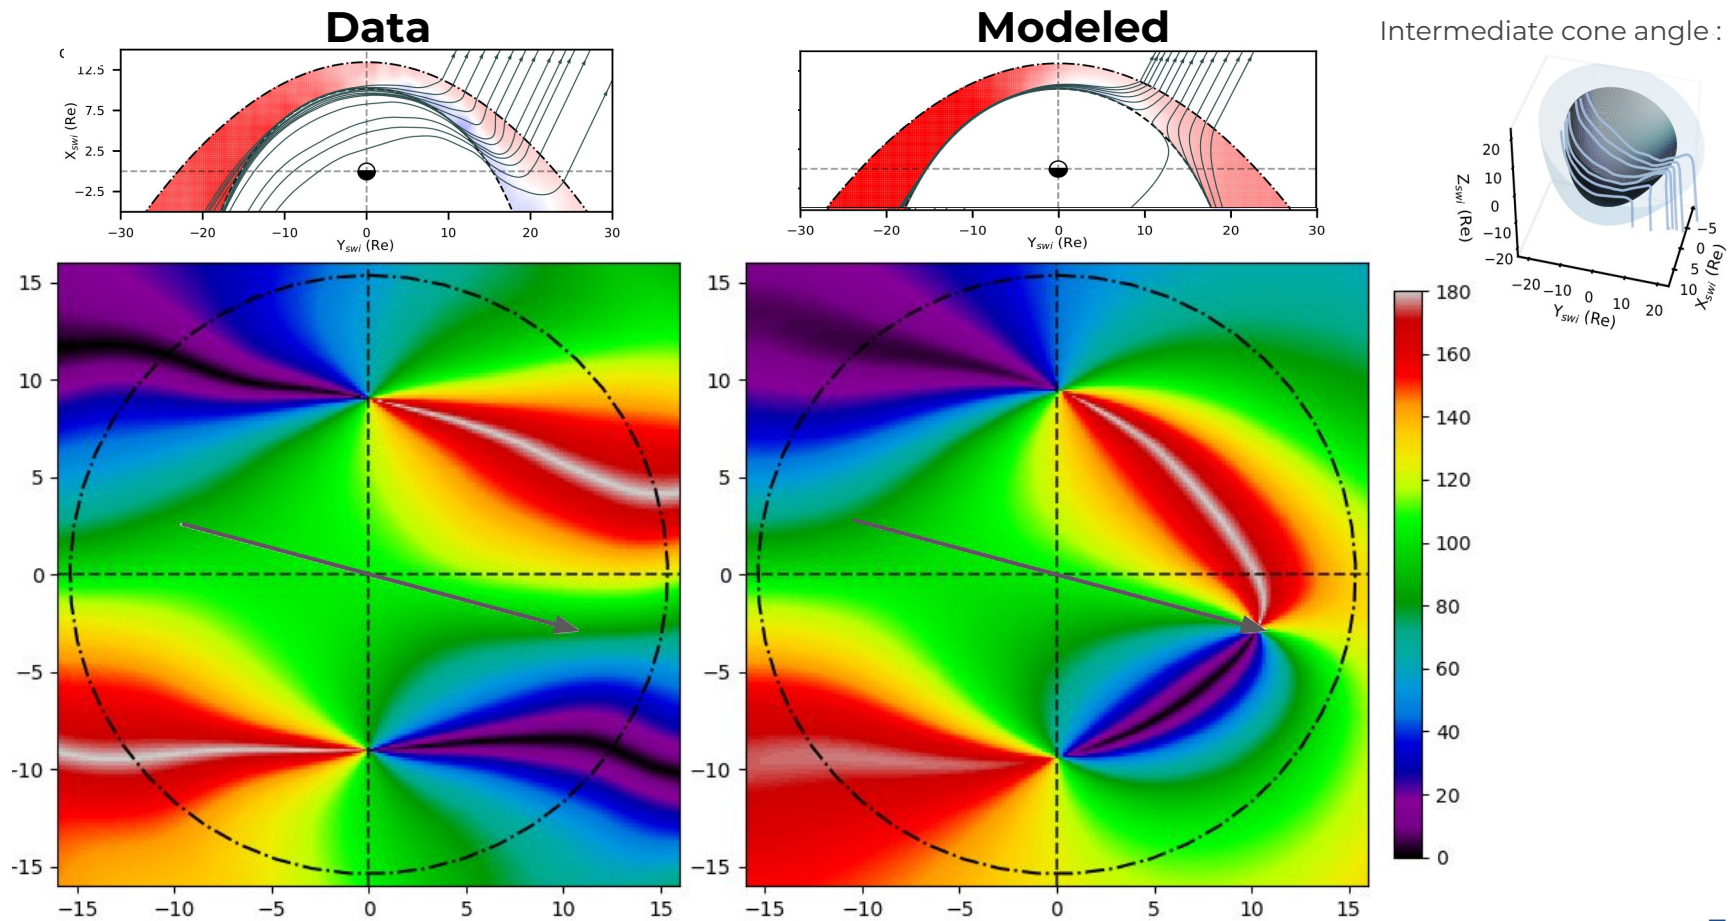 Data
Modeled
Intermediate cone angle :
12.5
7.5
2.5
−2.5
X_swi (Re)
−30 −20 −10 0 10 20 30
Y_swi (Re)
−30 −20 −10 0 10 20 30
Y_swi (Re)
20
10
0
−10
−20
Z_swi (Re)
−20 −10 0 10 20
Y_swi (Re)
−5
0
5
10
X_swi (Re)
15
10
5
0
−5
-10
-15
−15 −10 −5 0 5 10 15
15
10
5
0
−5
−10
−15
−15 −10 −5 0 5 10 15
180
160
140
120
100
80
60
40
20
0